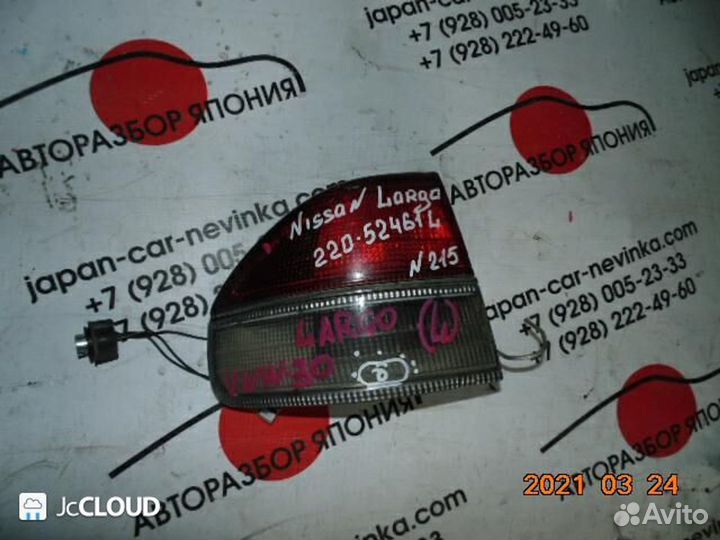 japan-car-nevinka.com
+7 (928) 005-23-33
+7 (928) 222-49-60
АВТОРАЗБОР ЯПОНИЯ
АВТОРАЗБОР ЯПОНИЯ
Nissan Largo
220-52461 L
N 215
japan-car-nevinka.com
+7 (928) 005
+7 (928)
japan-car-nevinka.com
+7 (928) 005-23-33
+7 (928) 222-49-60
LARGO (L)
30
АВТОРАЗБОР ЯПОНИЯ
АВТОРАЗБОР ЯПОНИЯ
2021 03 24
JcCLOUD
japan-car-nevinka.com
Avito